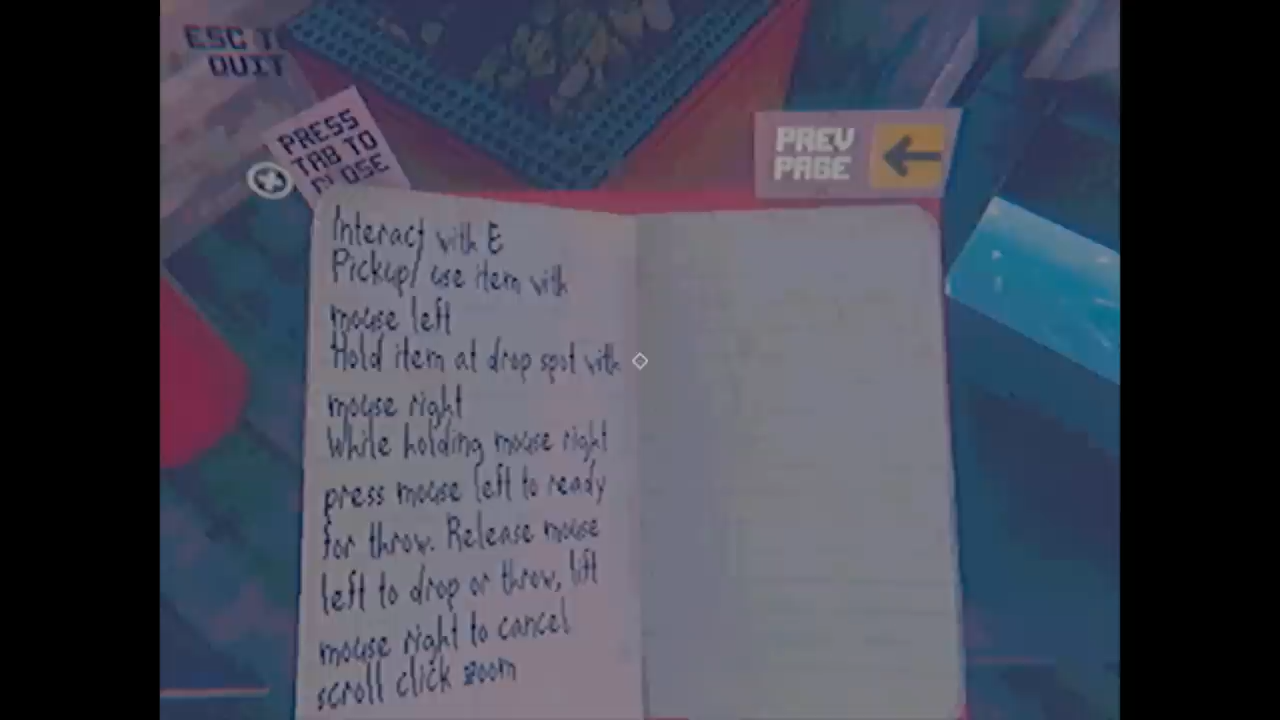 ESC TO
QUIT
PRESS
TAB TO
CLOSE
PREV
PAGE
Interact with E
Pickup/ use item with
mouse left
Hold item at drop spot with
mouse right
While holding mouse right
press mouse left to ready
for throw. Release mouse
left to drop or throw, lift
mouse right to cancel
scroll click zoom